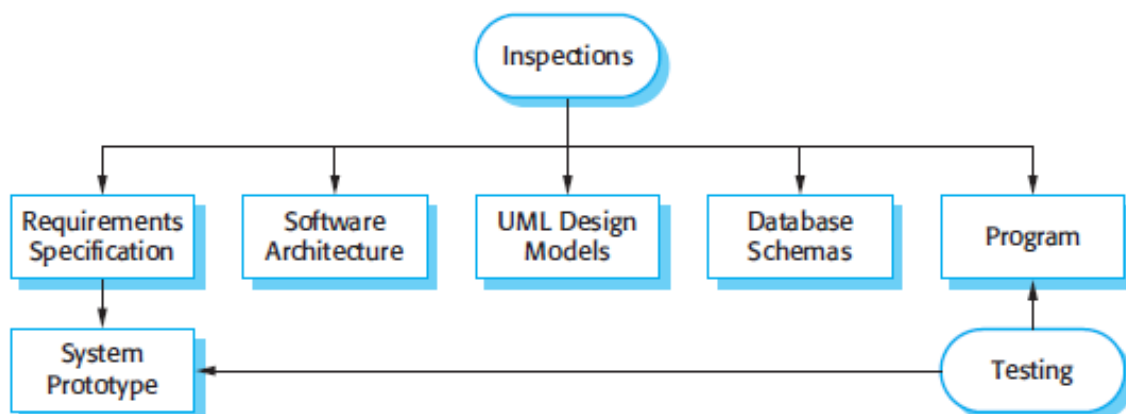 Inspections
Requirements
Specification
Software
Architecture
UML Design
Models
Database
Schemas
Program
System
Prototype
Testing